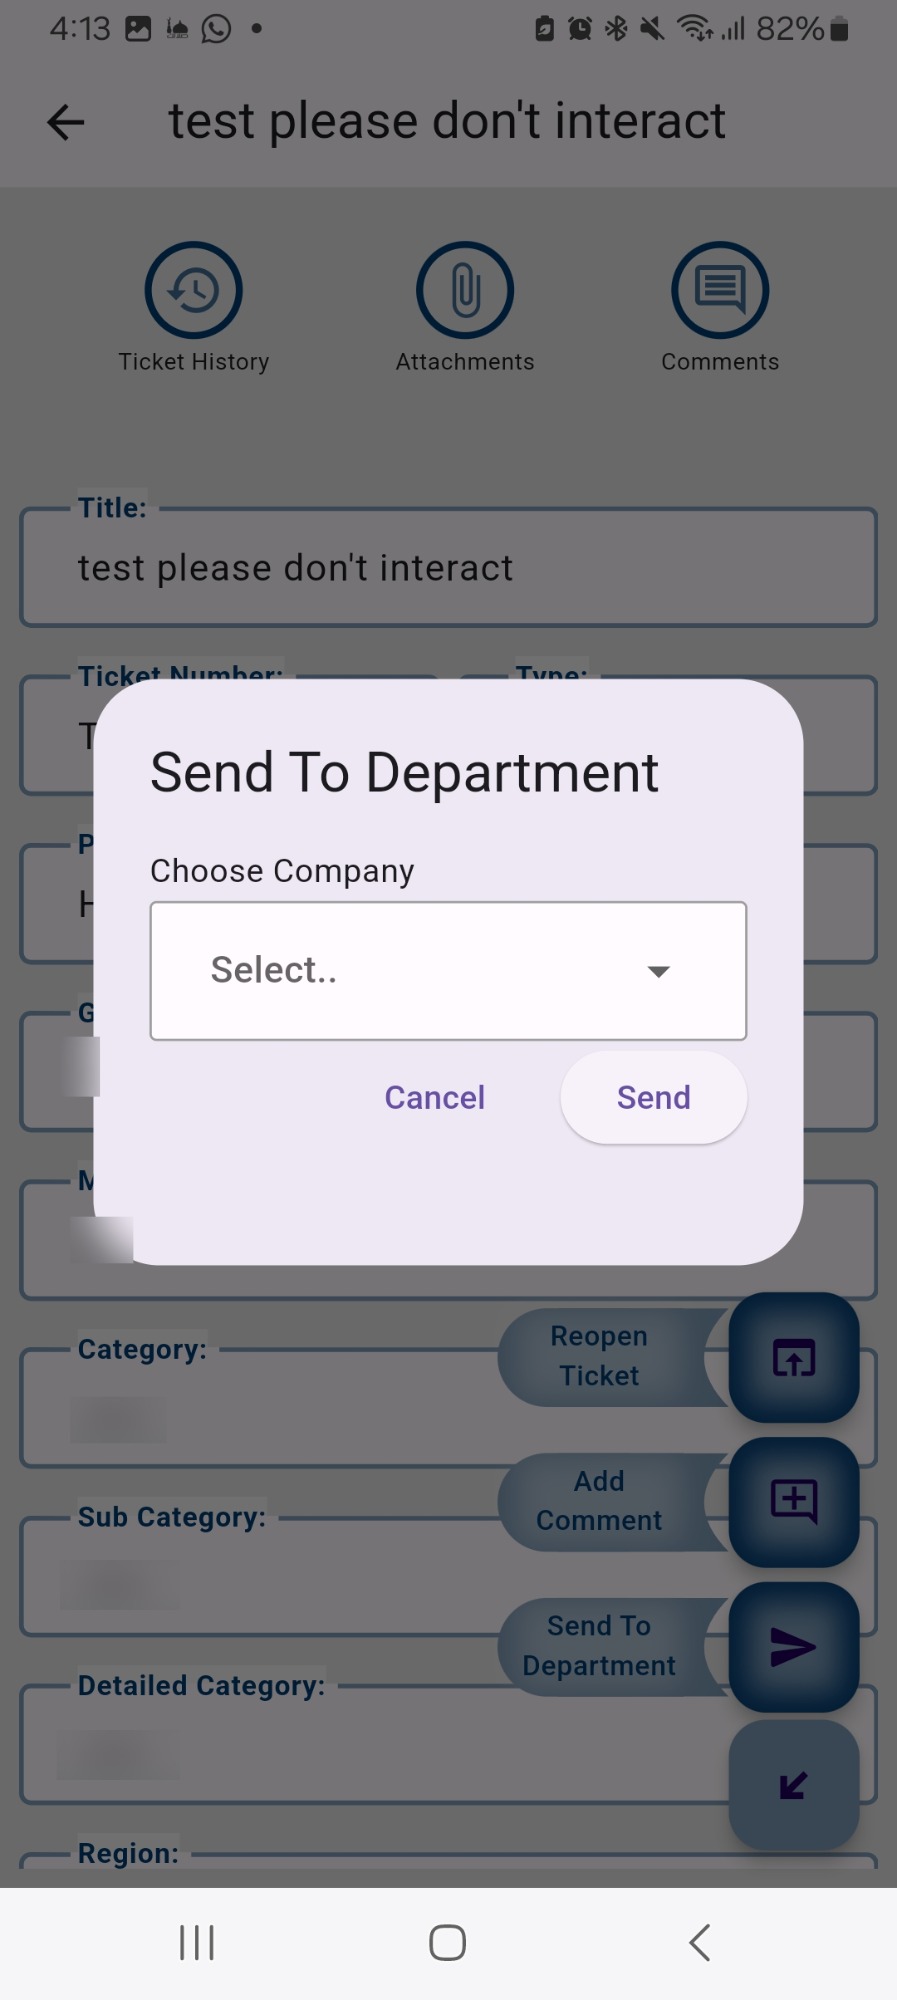 4:13
82%
test please don't interact
Ticket History
Attachments
Comments
Title:
test please don't interact
Ticket Number:
Type:
T
P
H
G
M
Send To Department
Choose Company
Select..
Cancel
Send
Category:
Reopen
Ticket
Add
Comment
Sub Category:
Send To
Department
Detailed Category:
Region: